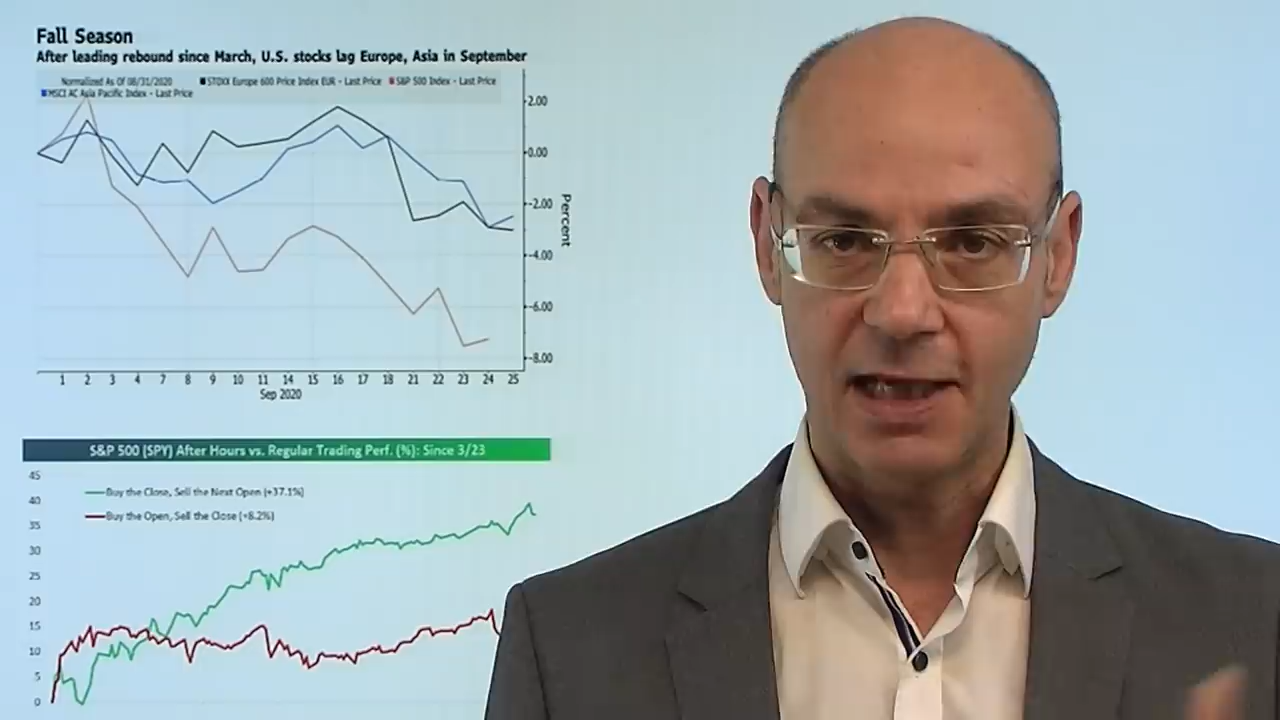 Fall Season
After leading rebound since March, U.S. stocks lag Europe, Asia in September
Normalized As Of 08/31/2020 STOXX Europe 600 Price Index EUR - Last Price S&P 500 Index - Last Price
MSCI AC Asia Pacific Index - Last Price
2.00
0.00
-2.00
-4.00
-6.00
-8.00
Percent
1 2 3 4 7 8 9 10 11 14 15 16 17 18 21 22 23 24 25
Sep 2020
S&P 500 (SPY) After Hours vs. Regular Trading Perf. (%): Since 3/23
45
40
35
30
25
20
15
10
5
0
Buy the Close, Sell the Next Open (+37.1%)
Buy the Open, Sell the Close (+8.2%)